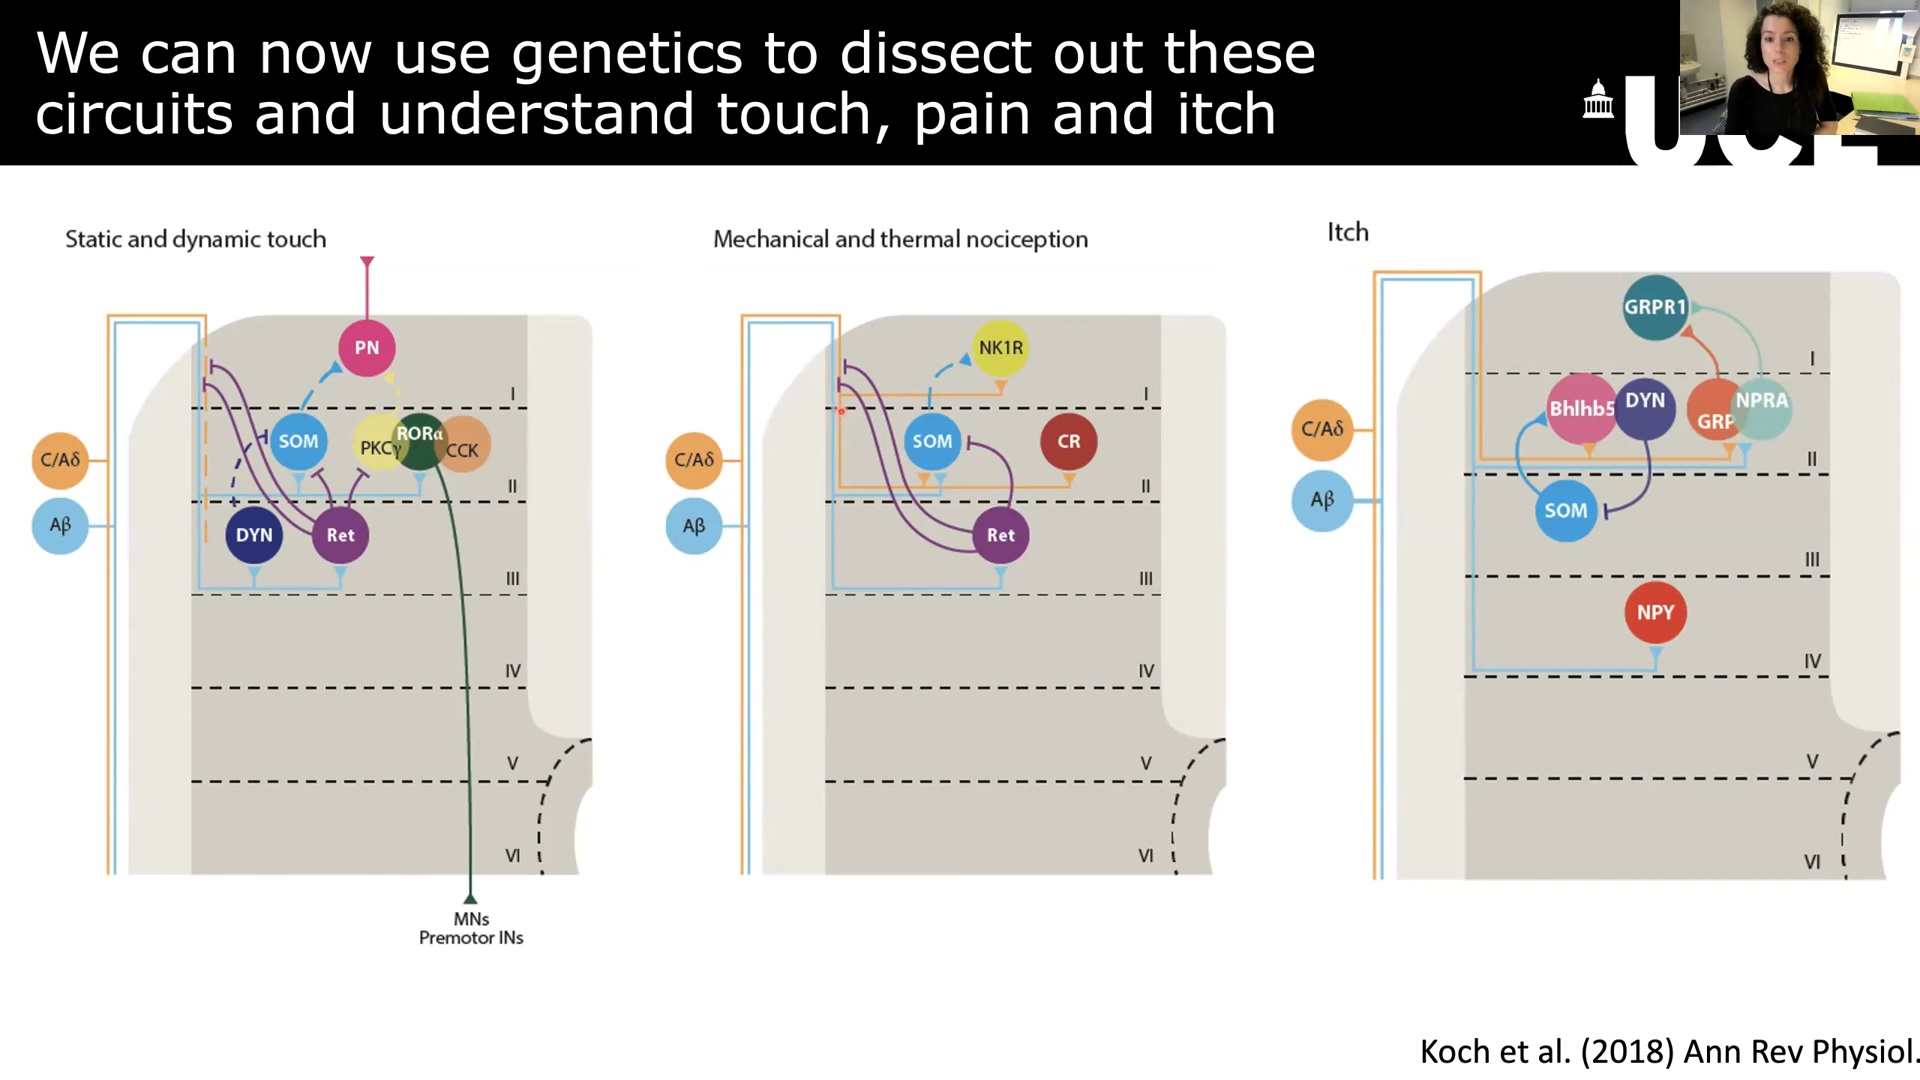 We can now use genetics to dissect out these
circuits and understand touch, pain and itch
UCL
Static and dynamic touch
PN
I
SOM
PKCγ
RORα
CCK
C/Aδ
II
Aβ
DYN
Ret
III
IV
V
VI
MNs
Premotor INs
Mechanical and thermal nociception
NK1R
I
SOM
CR
C/Aδ
II
Aβ
Ret
III
IV
V
VI
Itch
GRPR1
I
Bhlhb5
DYN
GRP
NPRA
C/Aδ
II
Aβ
SOM
III
NPY
IV
V
VI
Koch et al. (2018) Ann Rev Physiol.